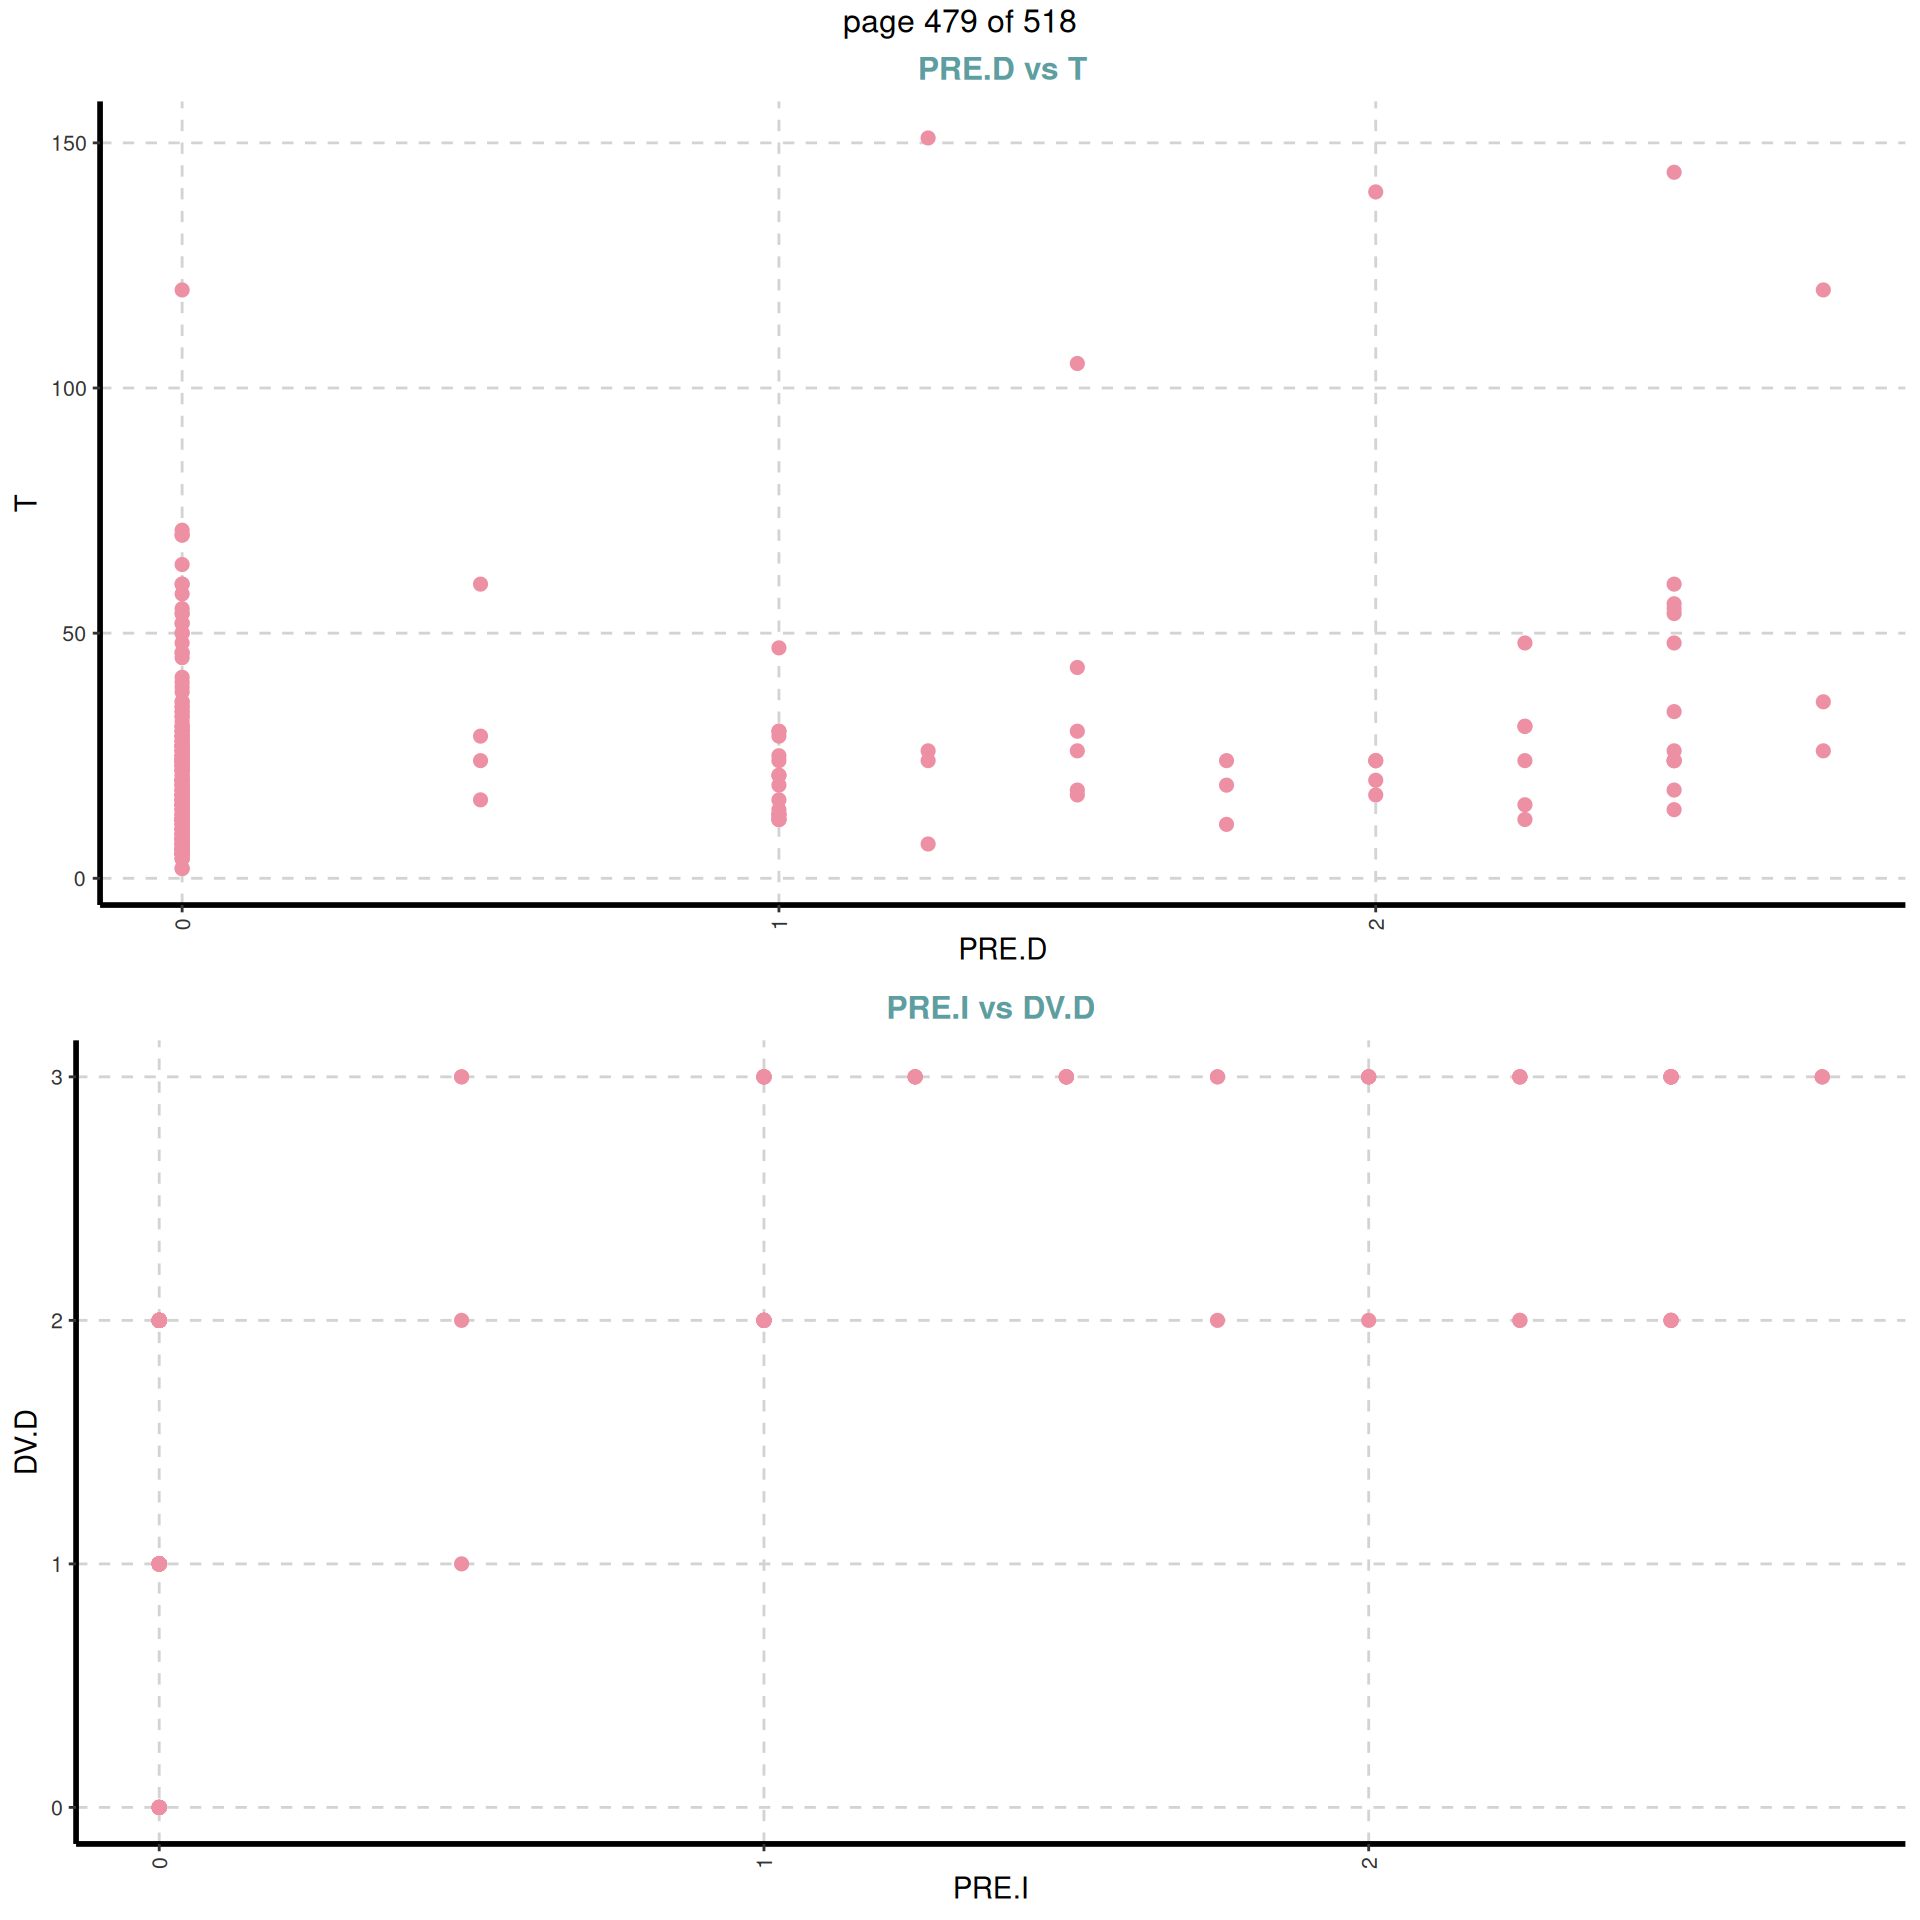 page 479 of 518
PRE.D vs T
150
100
50
0
T
0 1 2
PRE.D
PRE.I vs DV.D
3
2
1
0
DV.D
0 1 2
PRE.I